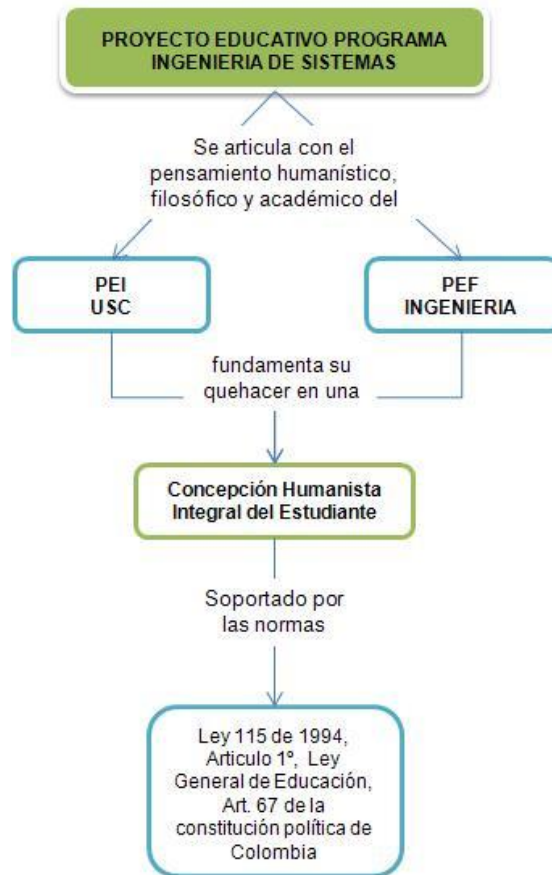 PROYECTO EDUCATIVO PROGRAMA
INGENIERIA DE SISTEMAS
Se articula con el
pensamiento humanístico,
filosófico y académico del
PEI
USC
PEF
INGENIERIA
fundamenta su
quehacer en una
Concepción Humanista
Integral del Estudiante
Soportado por
las normas
Ley 115 de 1994,
Articulo 1º, Ley
General de Educación,
Art. 67 de la
constitución política de
Colombia